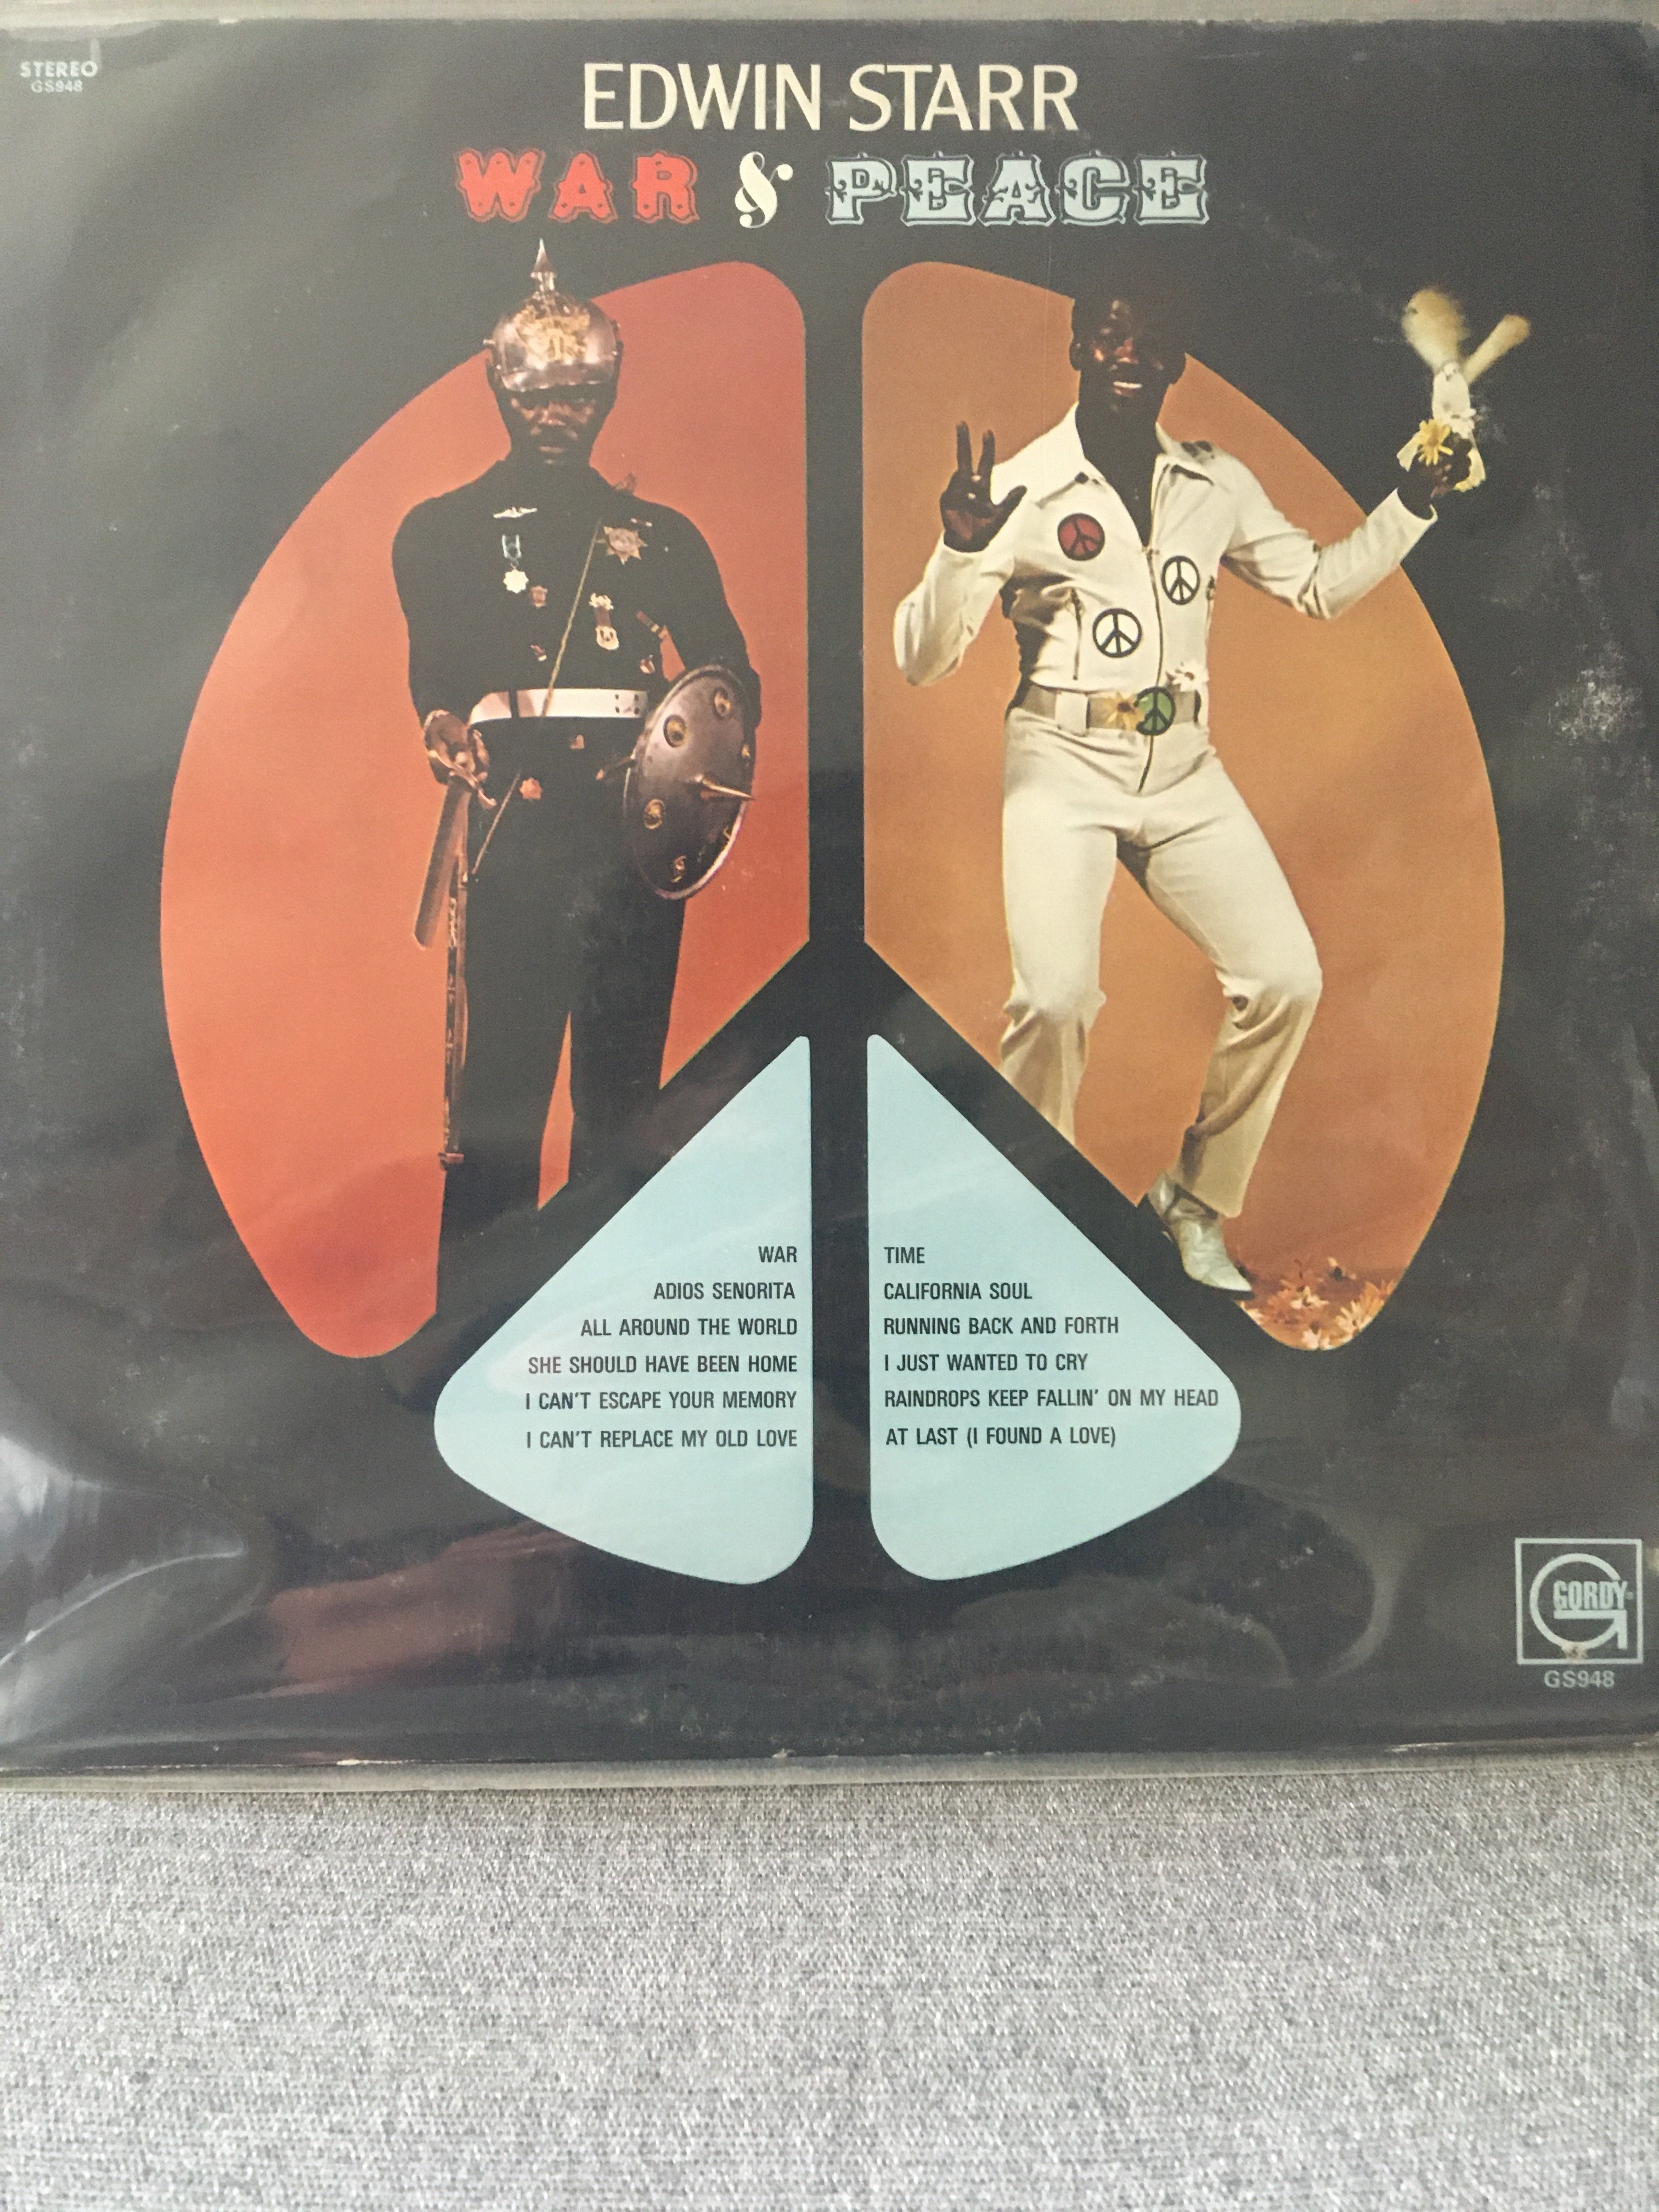 STEREO
GS948
EDWIN STARR
WAR & PEACE
WAR
ADIOS SENORITA
ALL AROUND THE WORLD
SHE SHOULD HAVE BEEN HOME
I CAN'T ESCAPE YOUR MEMORY
I CAN'T REPLACE MY OLD LOVE
TIME
CALIFORNIA SOUL
RUNNING BACK AND FORTH
I JUST WANTED TO CRY
RAINDROPS KEEP FALLIN' ON MY HEAD
AT LAST (I FOUND A LOVE)
GORDY
GS948